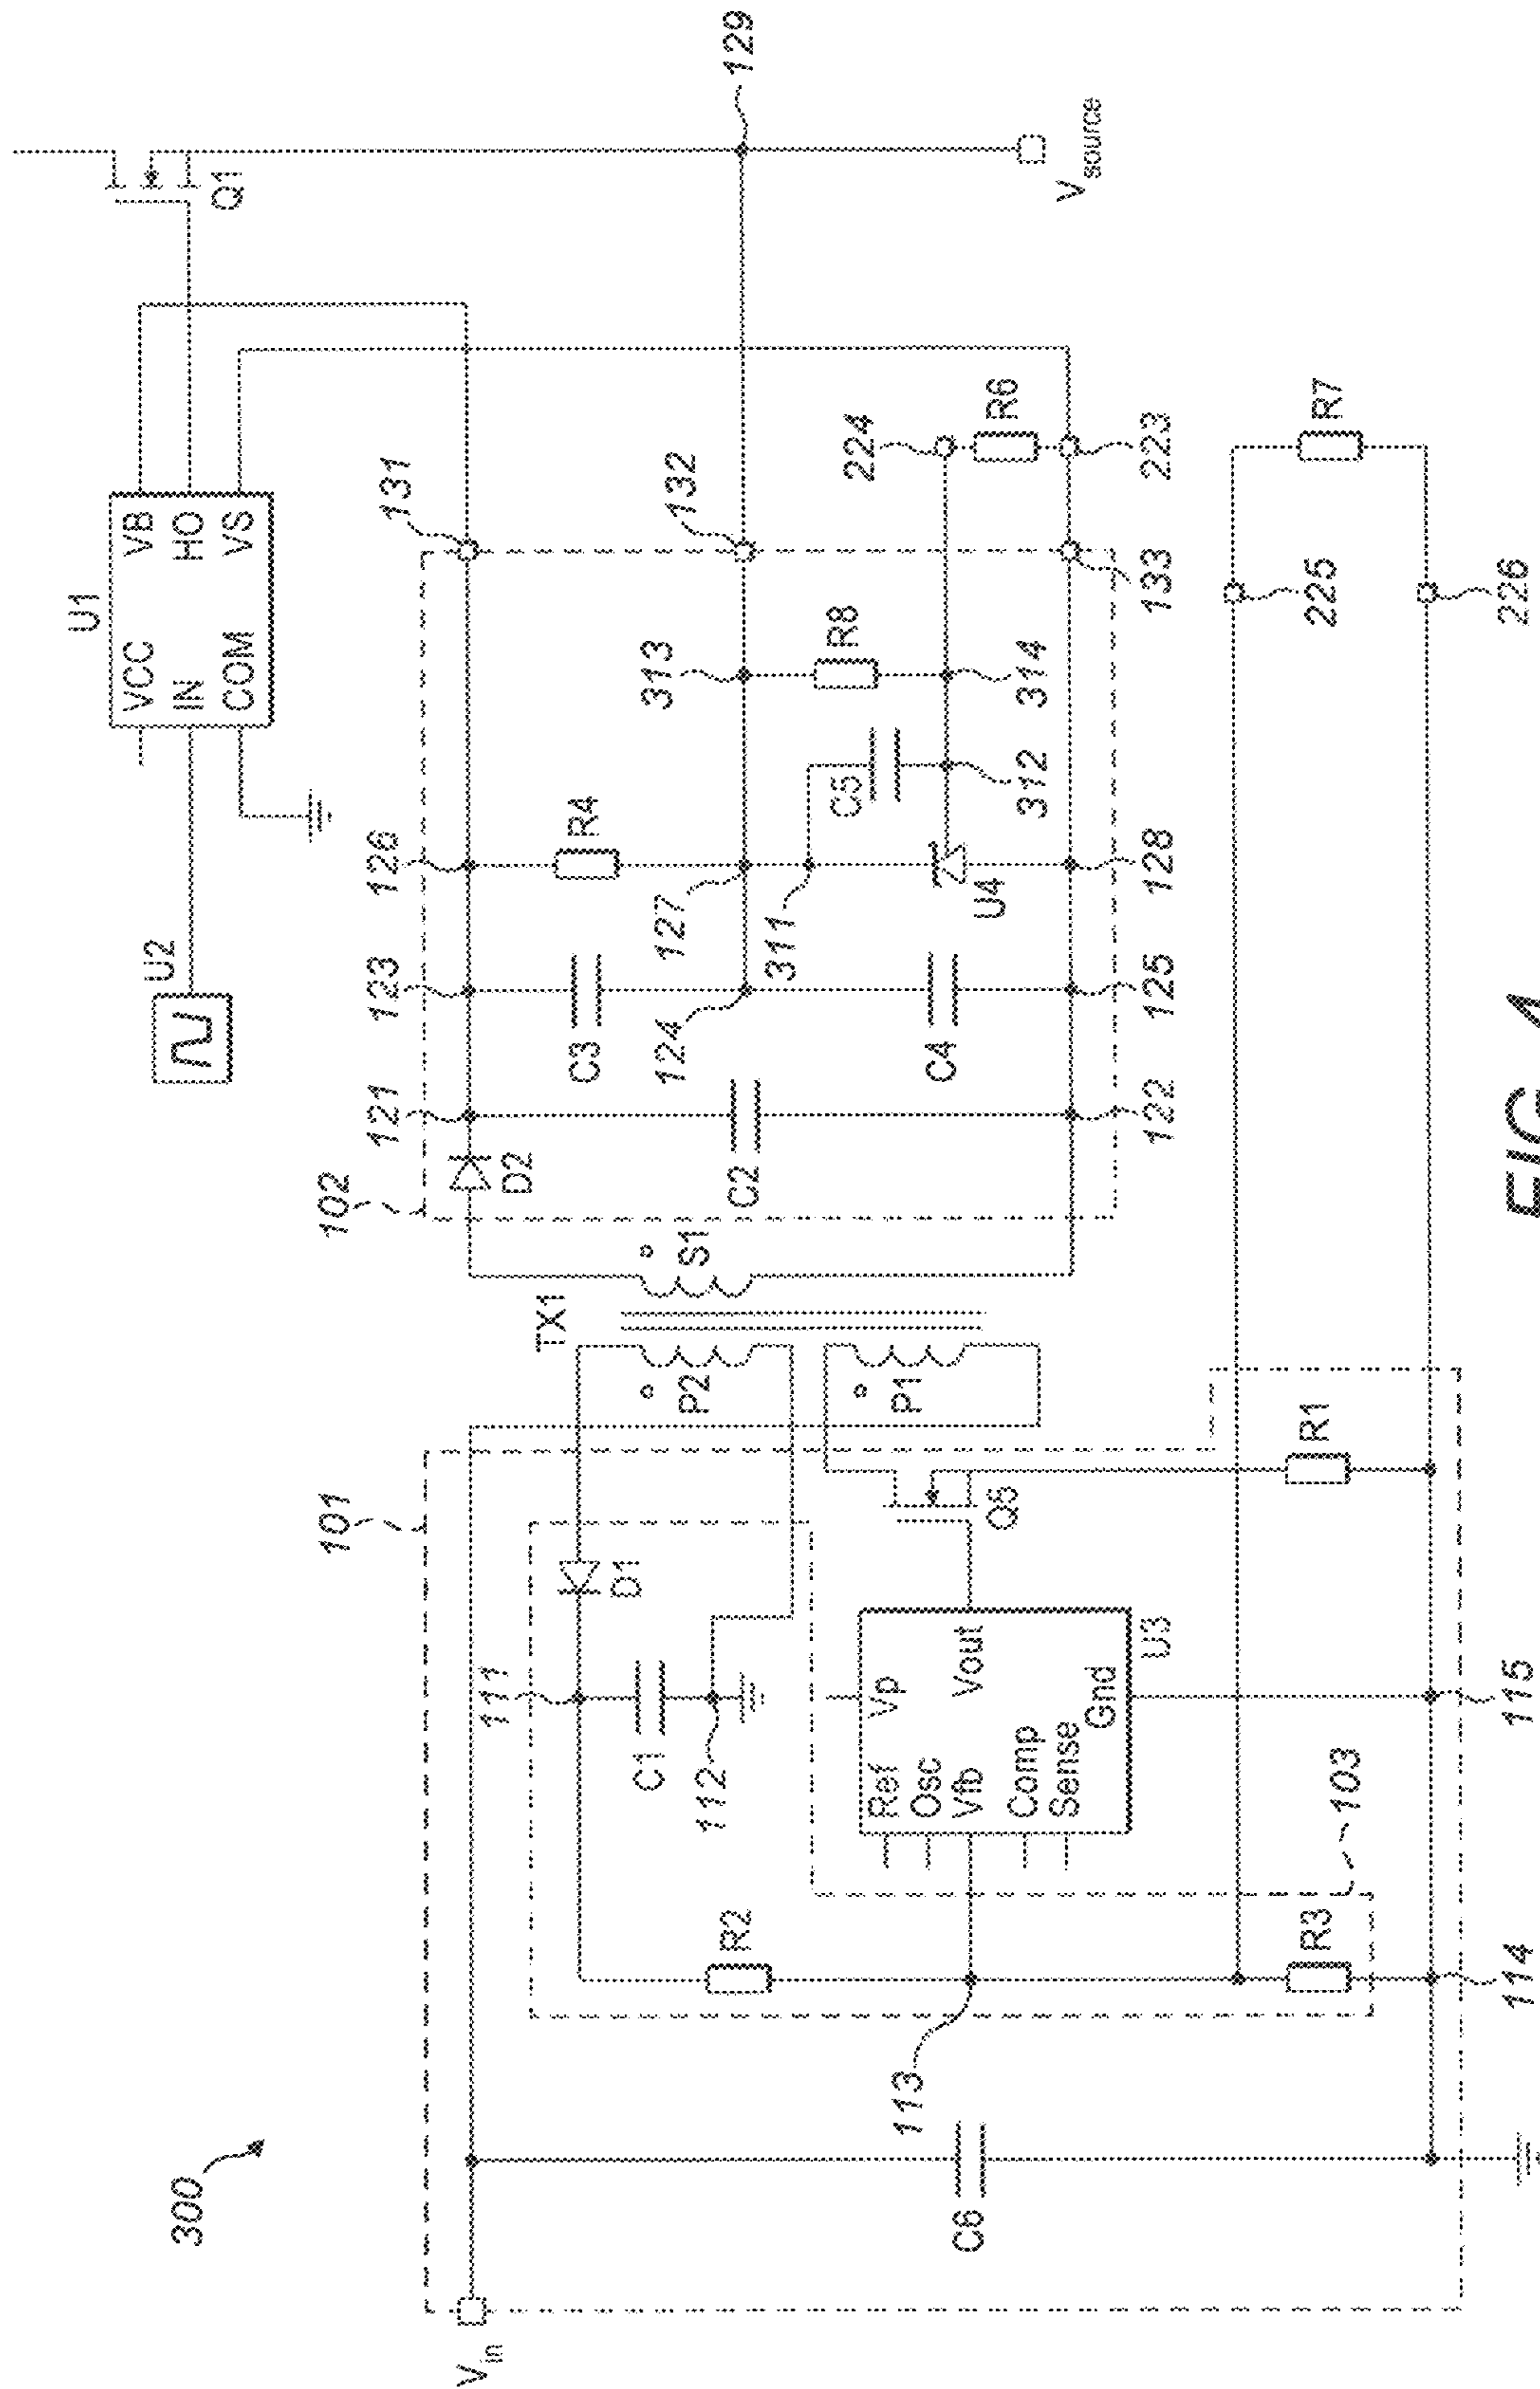 300
Vin
101
C6
113
R2
R3
114
103
111
C1
112
D1
Ref
Osc
Vfb
Comp
Sense
Vp
Vout
Gnd
U3
115
Q5
R1
P2
P1
TX1
S1
102
D2
121
C2
122
123
C3
124
C4
125
126
R4
127
311
U4
128
C5
312
313
R8
314
131
132
133
224
R6
223
225
R7
226
U2
U1
VCC
IN
COM
VB
HO
VS
Q1
129
Vsource
FIG. 4